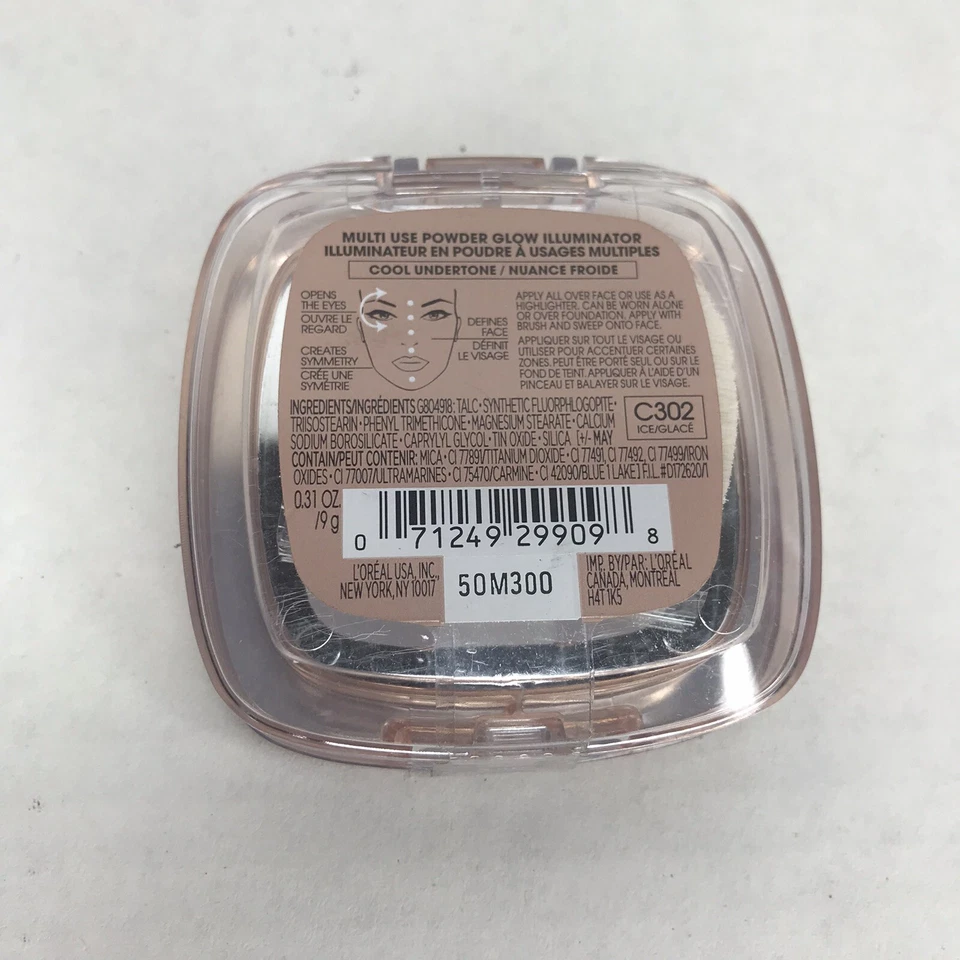 MULTI USE POWDER GLOW ILLUMINATOR
ILLUMINATEUR EN POUDRE À USAGES MULTIPLES
COOL UNDERTONE / NUANCE FROIDE
OPENS
THE EYES
OUVRE LE
REGARD
CREATES
SYMMETRY
CRÉE UNE
SYMÉTRIE
DEFINES
FACE
DÉFINIT
LE VISAGE
APPLY ALL OVER FACE OR USE AS A
HIGHLIGHTER. CAN BE WORN ALONE
OR OVER FOUNDATION. APPLY WITH
BRUSH AND SWEEP ONTO FACE.
APPLIQUER SUR TOUT LE VISAGE OU
UTILISER POUR ACCENTUER CERTAINES
ZONES. PEUT ÊTRE PORTÉ SEUL OU SUR LE
FOND DE TEINT. APPLIQUER À L'AIDE D'UN
PINCEAU ET BALAYER SUR LE VISAGE.
INGREDIENTS/INGRÉDIENTS G804918: TALC • SYNTHETIC FLUORPHLOGOPITE •
TRIISOSTEARIN • PHENYL TRIMETHICONE • MAGNESIUM STEARATE • CALCIUM
SODIUM BOROSILICATE • CAPRYLYL GLYCOL • TIN OXIDE • SILICA [+/- MAY
CONTAIN/PEUT CONTENIR: MICA • CI 77891/TITANIUM DIOXIDE • CI 77491, CI 77492, CI 77499/IRON
OXIDES • CI 77007/ULTRAMARINES • CI 75470/CARMINE • CI 42090/BLUE 1 LAKE] F.I.L. #D172620/1
C302
ICE/GLACÉ
0.31 OZ.
/9 g
0 71249 29909 8
L'ORÉAL USA, INC.,
NEW YORK, NY 10017
50M300
IMP. BY/PAR: L'ORÉAL
CANADA, MONTRÉAL
H4T 1K5